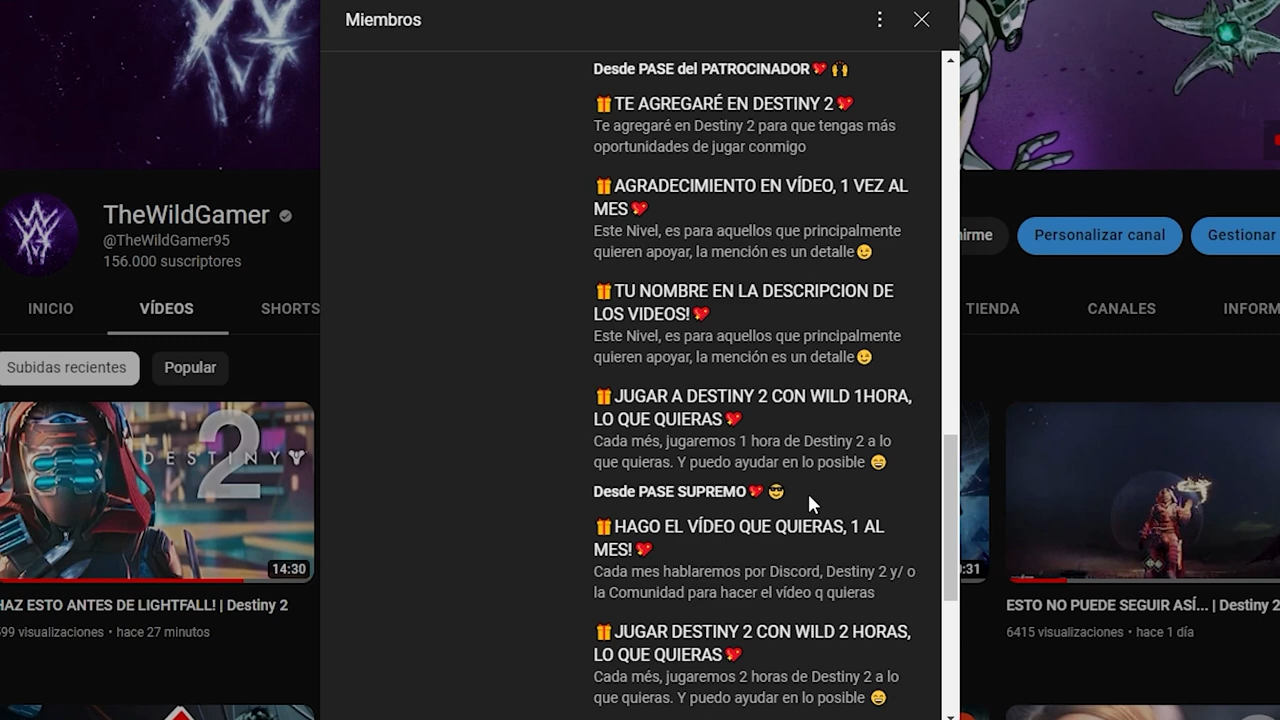 Miembros
Desde PASE del PATROCINADOR💖🙌
🎁TE AGREGARÉ EN DESTINY 2💖
Te agregaré en Destiny 2 para que tengas más
oportunidades de jugar conmigo
🎁AGRADECIMIENTO EN VÍDEO, 1 VEZ AL
MES💖
Este Nivel, es para aquellos que principalmente
quieren apoyar, la mención es un detalle😉
🎁TU NOMBRE EN LA DESCRIPCION DE
LOS VIDEOS!💖
Este Nivel, es para aquellos que principalmente
quieren apoyar, la mención es un detalle😉
🎁JUGAR A DESTINY 2 CON WILD 1HORA,
LO QUE QUIERAS💖
Cada més, jugaremos 1 hora de Destiny 2 a lo
que quieras. Y puedo ayudar en lo posible 😁
Desde PASE SUPREMO💖 😎
🎁HAGO EL VÍDEO QUE QUIERAS, 1 AL
MES!💖
Cada mes hablaremos por Discord, Destiny 2 y/ o
la Comunidad para hacer el vídeo q quieras
🎁JUGAR DESTINY 2 CON WILD 2 HORAS,
LO QUE QUIERAS💖
Cada més, jugaremos 2 horas de Destiny 2 a lo
que quieras. Y puedo ayudar en lo posible 😁
TheWildGamer
@TheWildGamer95
156.000 suscriptores
INICIO VÍDEOS SHORTS
Subidas recientes Popular
2
DESTINY
14:30
HAZ ESTO ANTES DE LIGHTFALL! | Destiny 2
599 visualizaciones • hace 27 minutos
nirme Personalizar canal Gestionar
TIENDA CANALES INFORM
:31
ESTO NO PUEDE SEGUIR ASÍ... | Destiny 2
6415 visualizaciones • hace 1 día